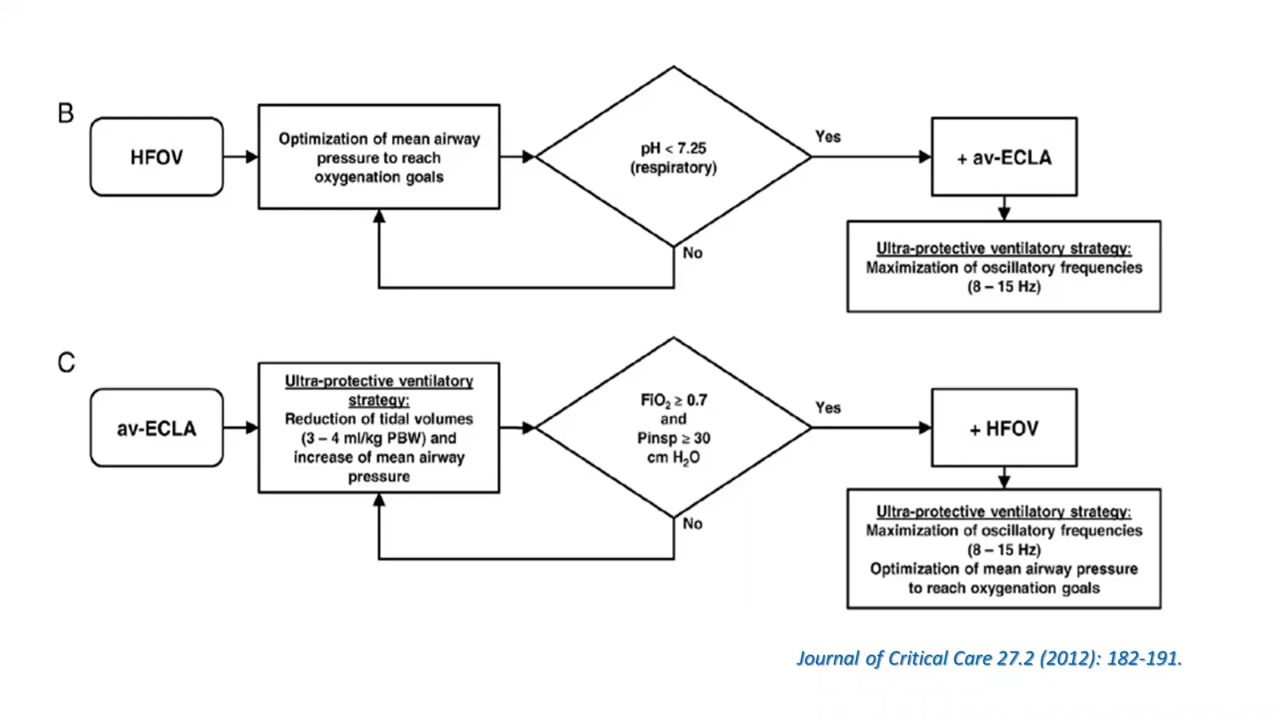 B
HFOV
Optimization of mean airway
pressure to reach
oxygenation goals
pH < 7.25
(respiratory)
Yes
No
+ av-ECLA
Ultra-protective ventilatory strategy:
Maximization of oscillatory frequencies
(8 – 15 Hz)
C
av-ECLA
Ultra-protective ventilatory
strategy:
Reduction of tidal volumes
(3 – 4 ml/kg PBW) and
increase of mean airway
pressure
FiO₂ ≥ 0.7
and
Pinsp ≥ 30
cm H₂O
Yes
No
+ HFOV
Ultra-protective ventilatory strategy:
Maximization of oscillatory frequencies
(8 – 15 Hz)
Optimization of mean airway pressure
to reach oxygenation goals
Journal of Critical Care 27.2 (2012): 182-191.